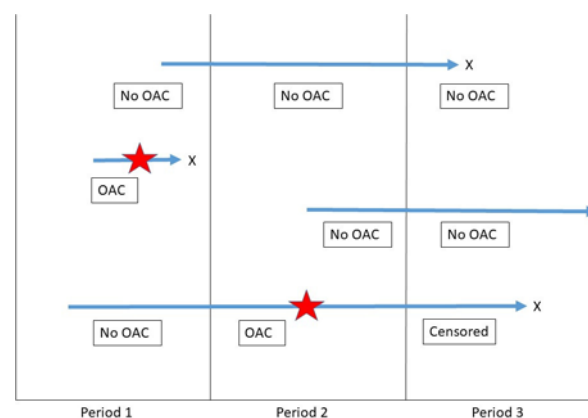 X
No OAC No OAC No OAC
X
OAC
No OAC No OAC
X
No OAC OAC Censored
Period 1 Period 2 Period 3